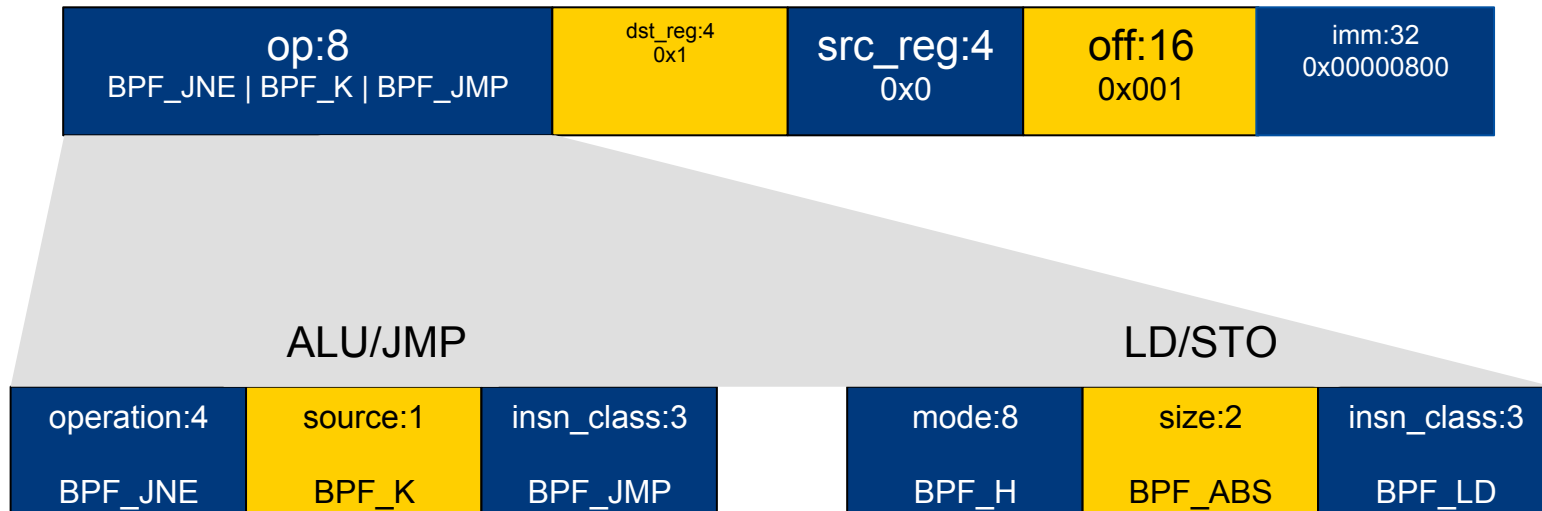 op:8
BPF_JNE | BPF_K | BPF_JMP
dst_reg:4
0x1
src_reg:4
0x0
off:16
0x001
imm:32
0x00000800
ALU/JMP
LD/STO
operation:4
BPF_JNE
source:1
BPF_K
insn_class:3
BPF_JMP
mode:8
BPF_H
size:2
BPF_ABS
insn_class:3
BPF_LD